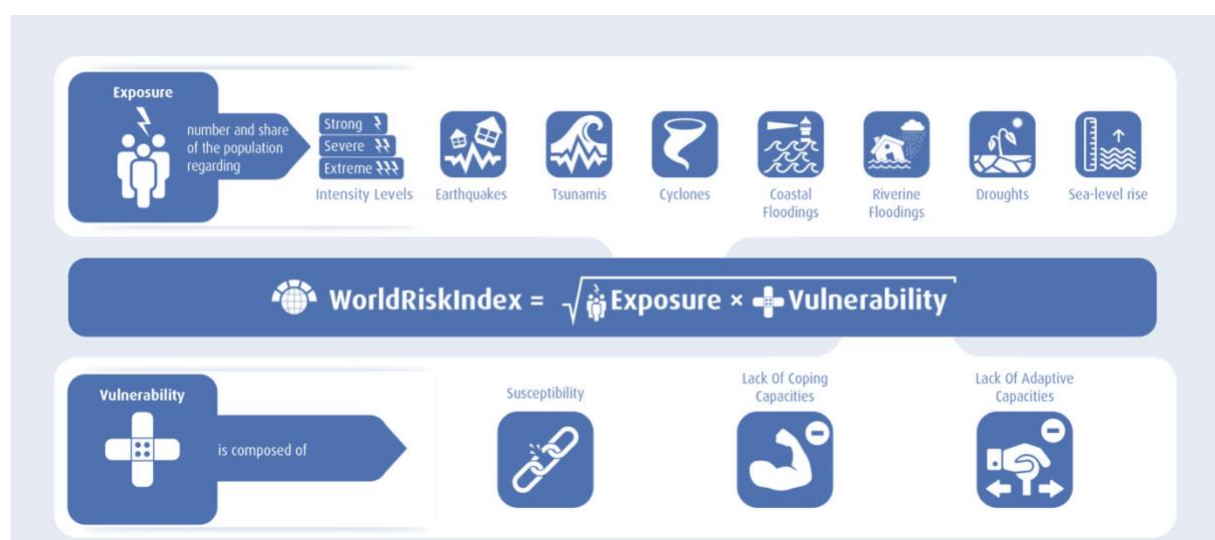 Exposure
number and share
of the population
regarding
Strong
Severe
Extreme
Intensity Levels
Earthquakes
Tsunamis
Cyclones
Coastal
Floodings
Riverine
Floodings
Droughts
Sea-level rise
WorldRiskIndex = √Exposure × Vulnerability
Vulnerability
is composed of
Susceptibility
Lack Of Coping
Capacities
Lack Of Adaptive
Capacities